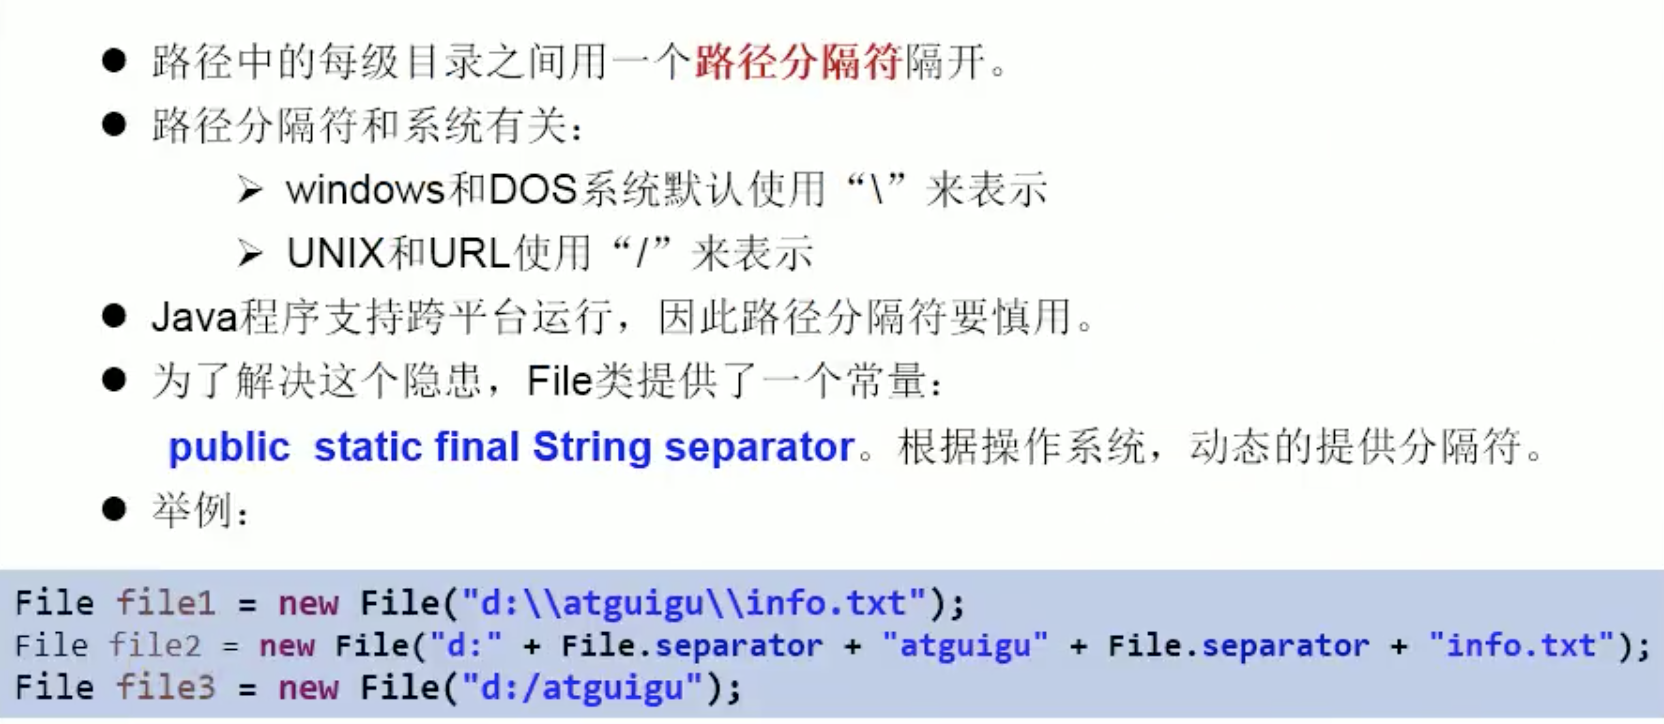 ● 路径中的每级目录之间用一个路径分隔符隔开。
● 路径分隔符和系统有关：
➢ windows和DOS系统默认使用“\”来表示
➢ UNIX和URL使用“/”来表示
● Java程序支持跨平台运行，因此路径分隔符要慎用。
● 为了解决这个隐患，File类提供了一个常量：
public static final String separator。根据操作系统，动态的提供分隔符。
● 举例：
File file1 = new File("d:\\atguigu\\info.txt");
File file2 = new File("d:" + File.separator + "atguigu" + File.separator + "info.txt");
File file3 = new File("d:/atguigu");